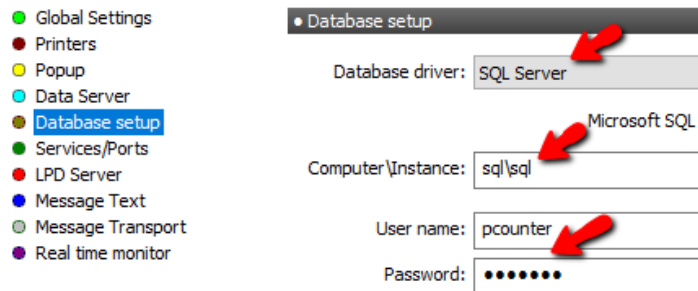 Global Settings
Printers
Popup
Data Server
Database setup
Services/Ports
LPD Server
Message Text
Message Transport
Real time monitor
• Database setup
Database driver: SQL Server
Microsoft SQL
Computer\Instance: sql\sql
User name: pcounter
Password: •••••••